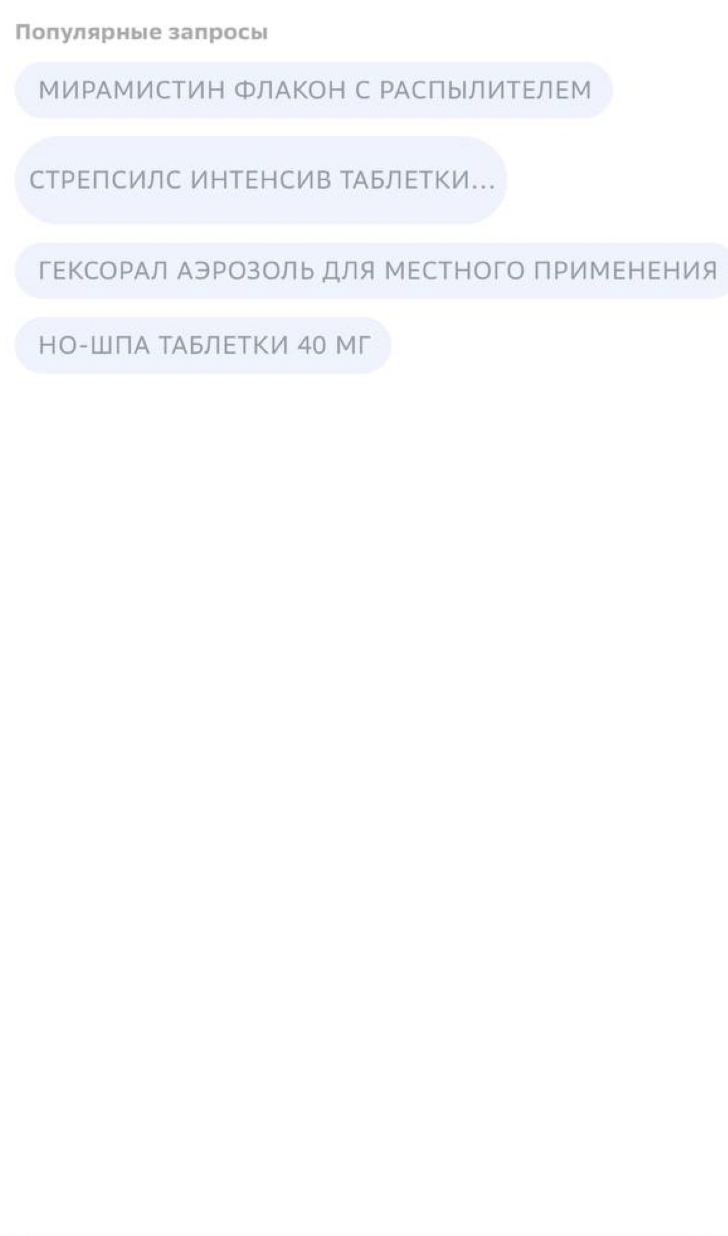 Популярные запросы
МИРАМИСТИН ФЛАКОН С РАСПЫЛИТЕЛЕМ
СТРЕПСИЛС ИНТЕНСИВ ТАБЛЕТКИ...
ГЕКСОРАЛ АЭРОЗОЛЬ ДЛЯ МЕСТНОГО ПРИМЕНЕНИЯ
НО-ШПА ТАБЛЕТКИ 40 МГ